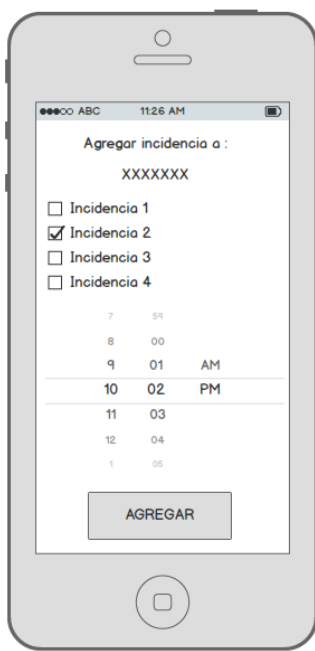 ABC 11:26 AM
Agregar incidencia a :
XXXXXXX
Incidencia 1
Incidencia 2
Incidencia 3
Incidencia 4
7 59
8 00
9 01 AM
10 02 PM
11 03
12 04
1 05
AGREGAR